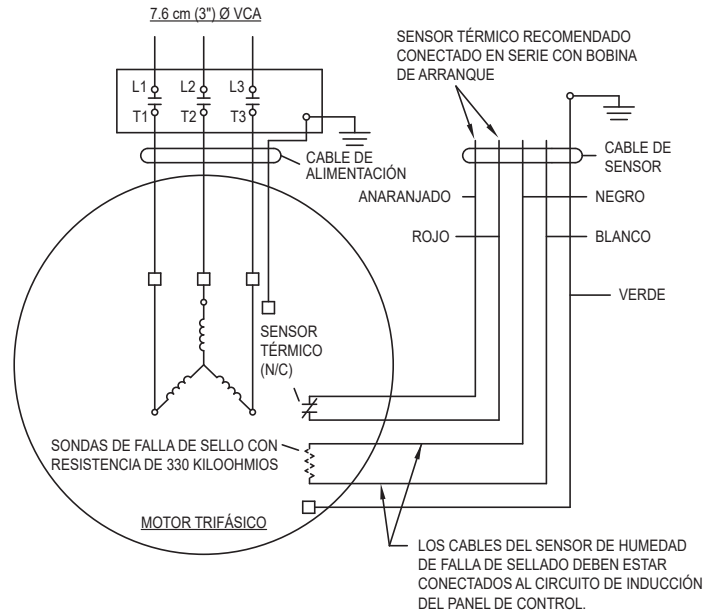 7.6 cm (3") Ø VCA
SENSOR TÉRMICO RECOMENDADO
CONECTADO EN SERIE CON BOBINA
DE ARRANQUE
L1
L2
L3
T1
T2
T3
CABLE DE
ALIMENTACIÓN
CABLE DE
SENSOR
ANARANJADO
NEGRO
ROJO
BLANCO
VERDE
SENSOR
TÉRMICO
(N/C)
SONDAS DE FALLA DE SELLO CON
RESISTENCIA DE 330 KILOOHMIOS
MOTOR TRIFÁSICO
LOS CABLES DEL SENSOR DE HUMEDAD
DE FALLA DE SELLADO DEBEN ESTAR
CONECTADOS AL CIRCUITO DE INDUCCIÓN
DEL PANEL DE CONTROL.